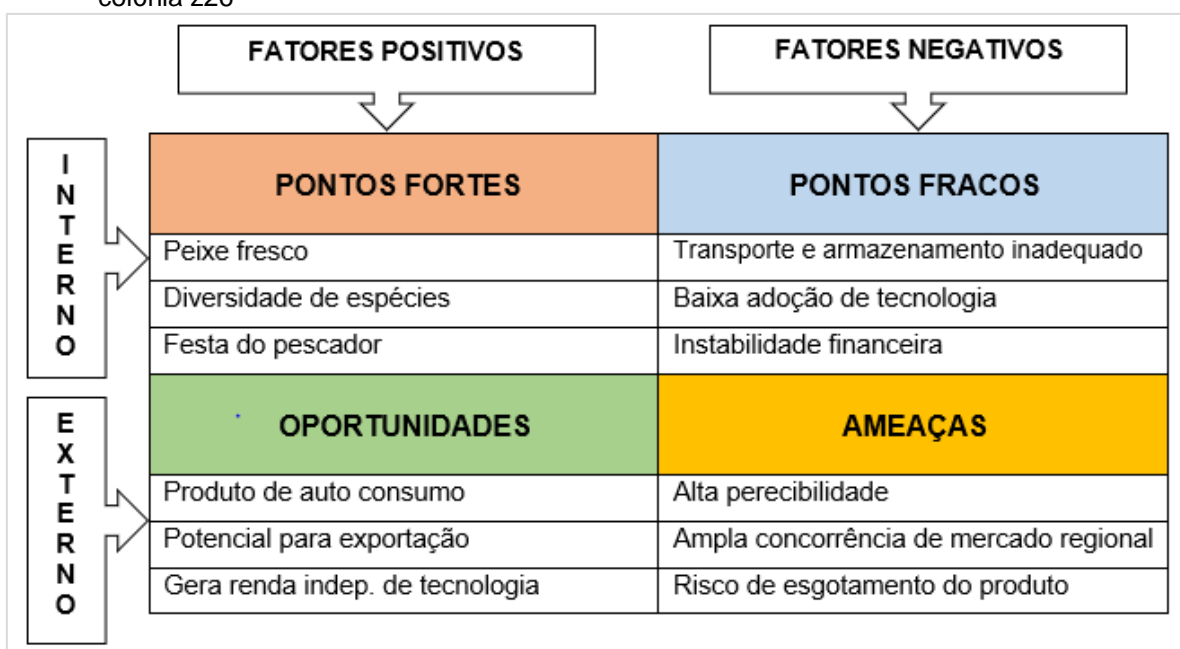 colônia z26
FATORES POSITIVOS
FATORES NEGATIVOS
INTERNO
PONTOS FORTES
PONTOS FRACOS
Peixe fresco
Transporte e armazenamento inadequado
Diversidade de espécies
Baixa adoção de tecnologia
Festa do pescador
Instabilidade financeira
EXTERNO
OPORTUNIDADES
AMEAÇAS
Produto de auto consumo
Alta perecibilidade
Potencial para exportação
Ampla concorrência de mercado regional
Gera renda indep. de tecnologia
Risco de esgotamento do produto